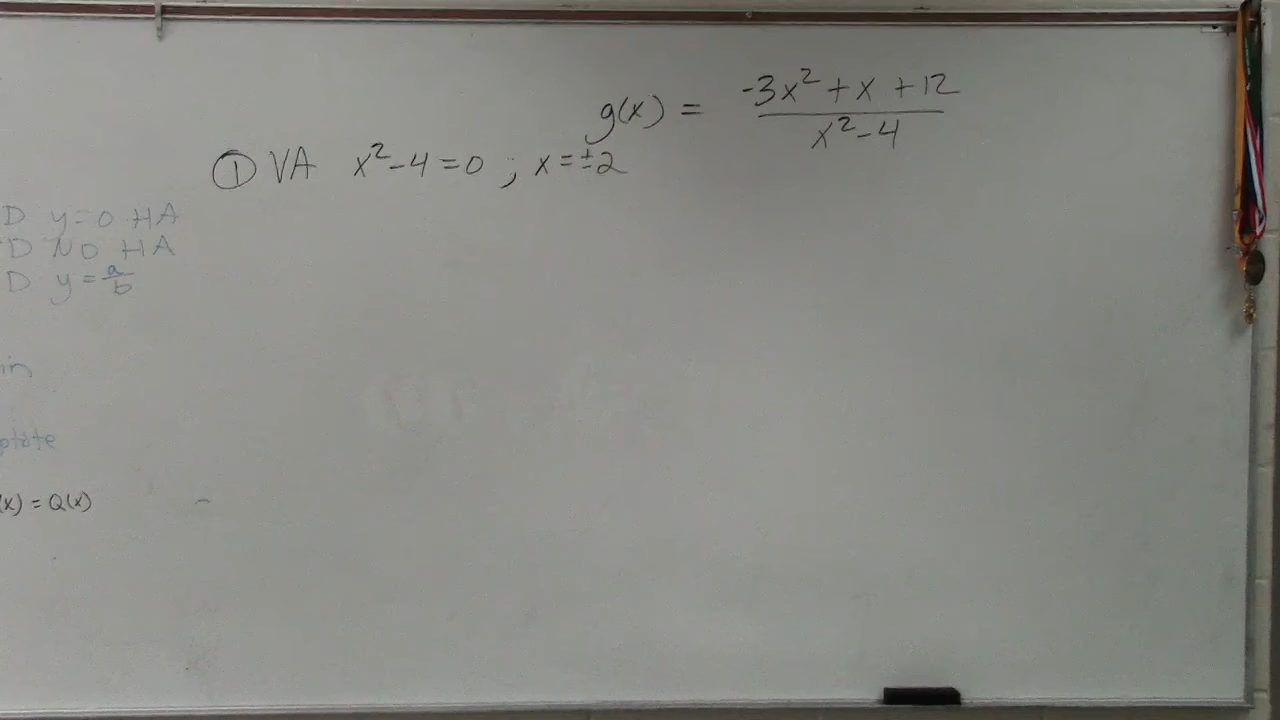 g(x) = -3x² + x + 12 / x² - 4
① VA x² - 4 = 0 ; x = ±2
D y = 0 HA
D NO HA
D y = a/b
in
ptote
(x) = Q(x)